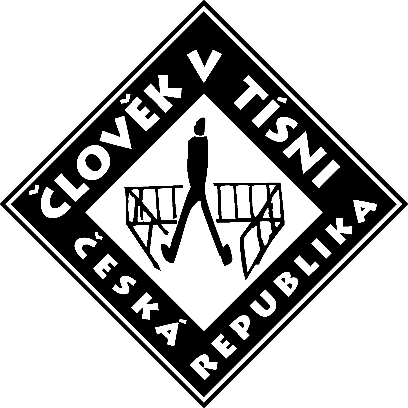 ČLOVĚK V TÍSNI
ČESKÁ REPUBLIKA